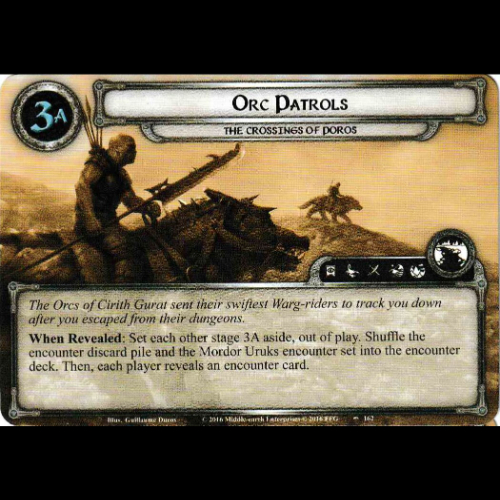 3A
ORC PATROLS
THE CROSSINGS OF POROS
The Orcs of Cirith Gurat sent their swiftest Warg-riders to track you down
after you escaped from their dungeons.
When Revealed: Set each other stage 3A aside, out of play. Shuffle the
encounter discard pile and the Mordor Uruks encounter set into the encounter
deck. Then, each player reveals an encounter card.
Illus. Guillaume Ducos © 2016 Middle-earth Enterprises © 2016 FFG 162